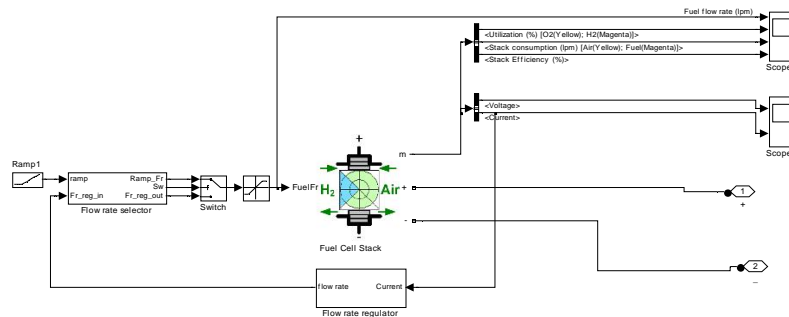 Fuel flow rate (lpm)
<Utilization (%) [O2(Yellow); H2(Magenta)]>
<Stack consumption (lpm) [Air(Yellow); Fuel(Magenta)]>
<Stack Efficiency (%)>
Scope
<Voltage>
<Current>
Scope
Ramp1
ramp
Fr_reg_in
Ramp_Fr
Sw
Fr_reg_out
Flow rate selector
Switch
FuelFr
+
H2
Air
-
m
+
-
Fuel Cell Stack
1
+
2
_
flow rate
Current
Flow rate regulator